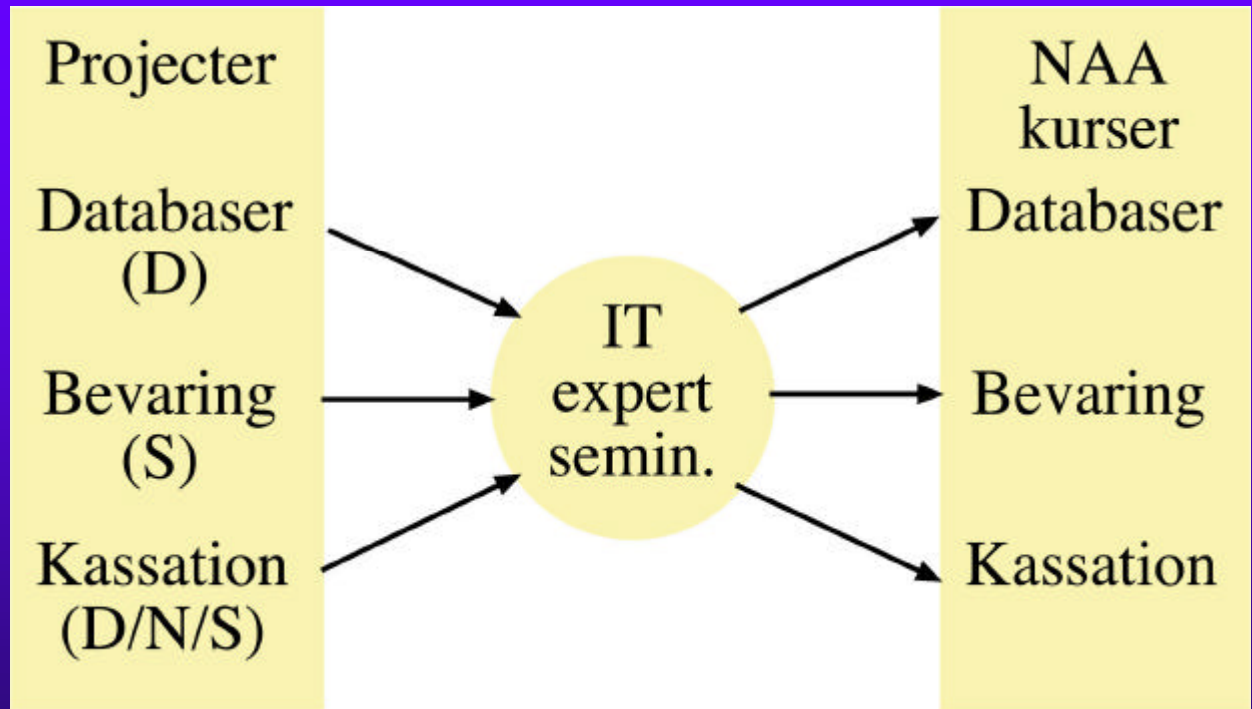 Projecter
Databaser
(D)
Bevaring
(S)
Kassation
(D/N/S)
IT
expert
semin.
NAA
kurser
Databaser
Bevaring
Kassation